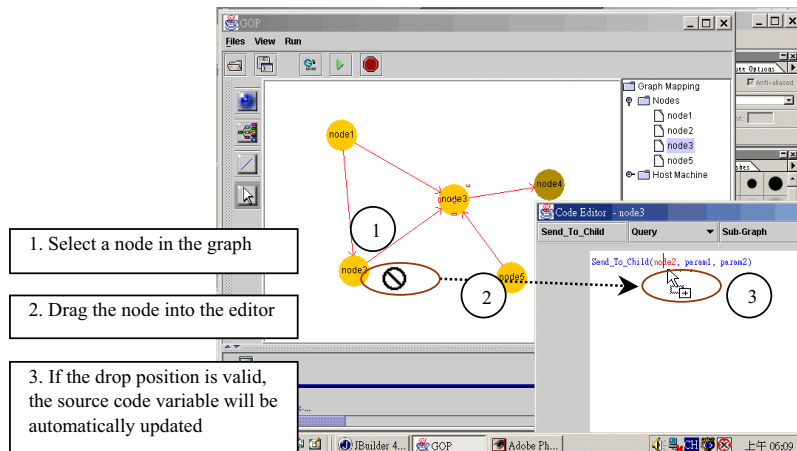 GOP
Files View Run
Graph Mapping
Nodes
node1
node2
node3
node5
Host Machine
Anti-aliased
node1
node3
node4
node2
node5
1
2
3
Code Editor - node3
Send_To_Child Query Sub-Graph
Send_To_Child(node2, param1, param2)
1. Select a node in the graph
2. Drag the node into the editor
3. If the drop position is valid,
the source code variable will be
automatically updated
JBuilder 4... GOP Adobe Ph... CH 上午 06:09